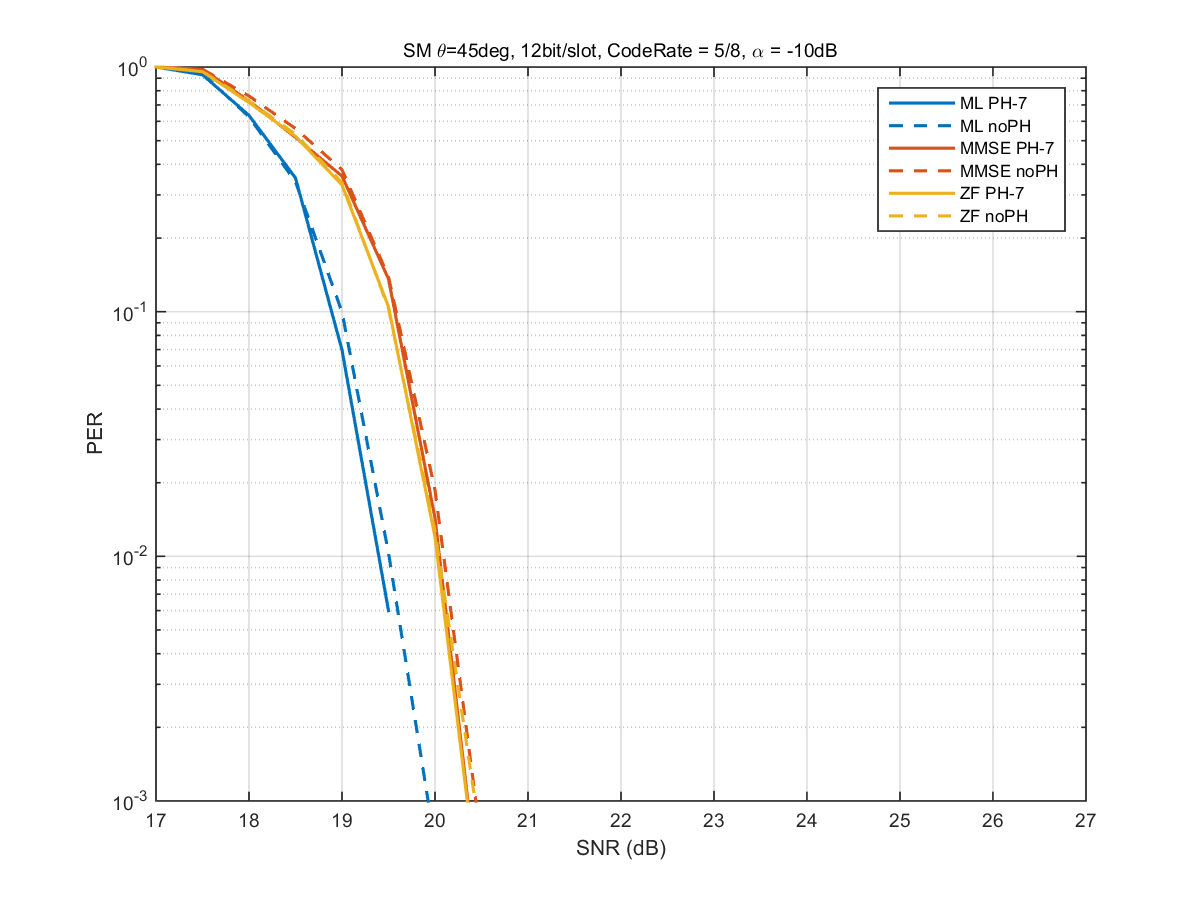 SM θ=45deg, 12bit/slot, CodeRate = 5/8, α = -10dB
10^0
10^-1
10^-2
10^-3
PER
17 18 19 20 21 22 23 24 25 26 27
SNR (dB)
ML PH-7
ML noPH
MMSE PH-7
MMSE noPH
ZF PH-7
ZF noPH